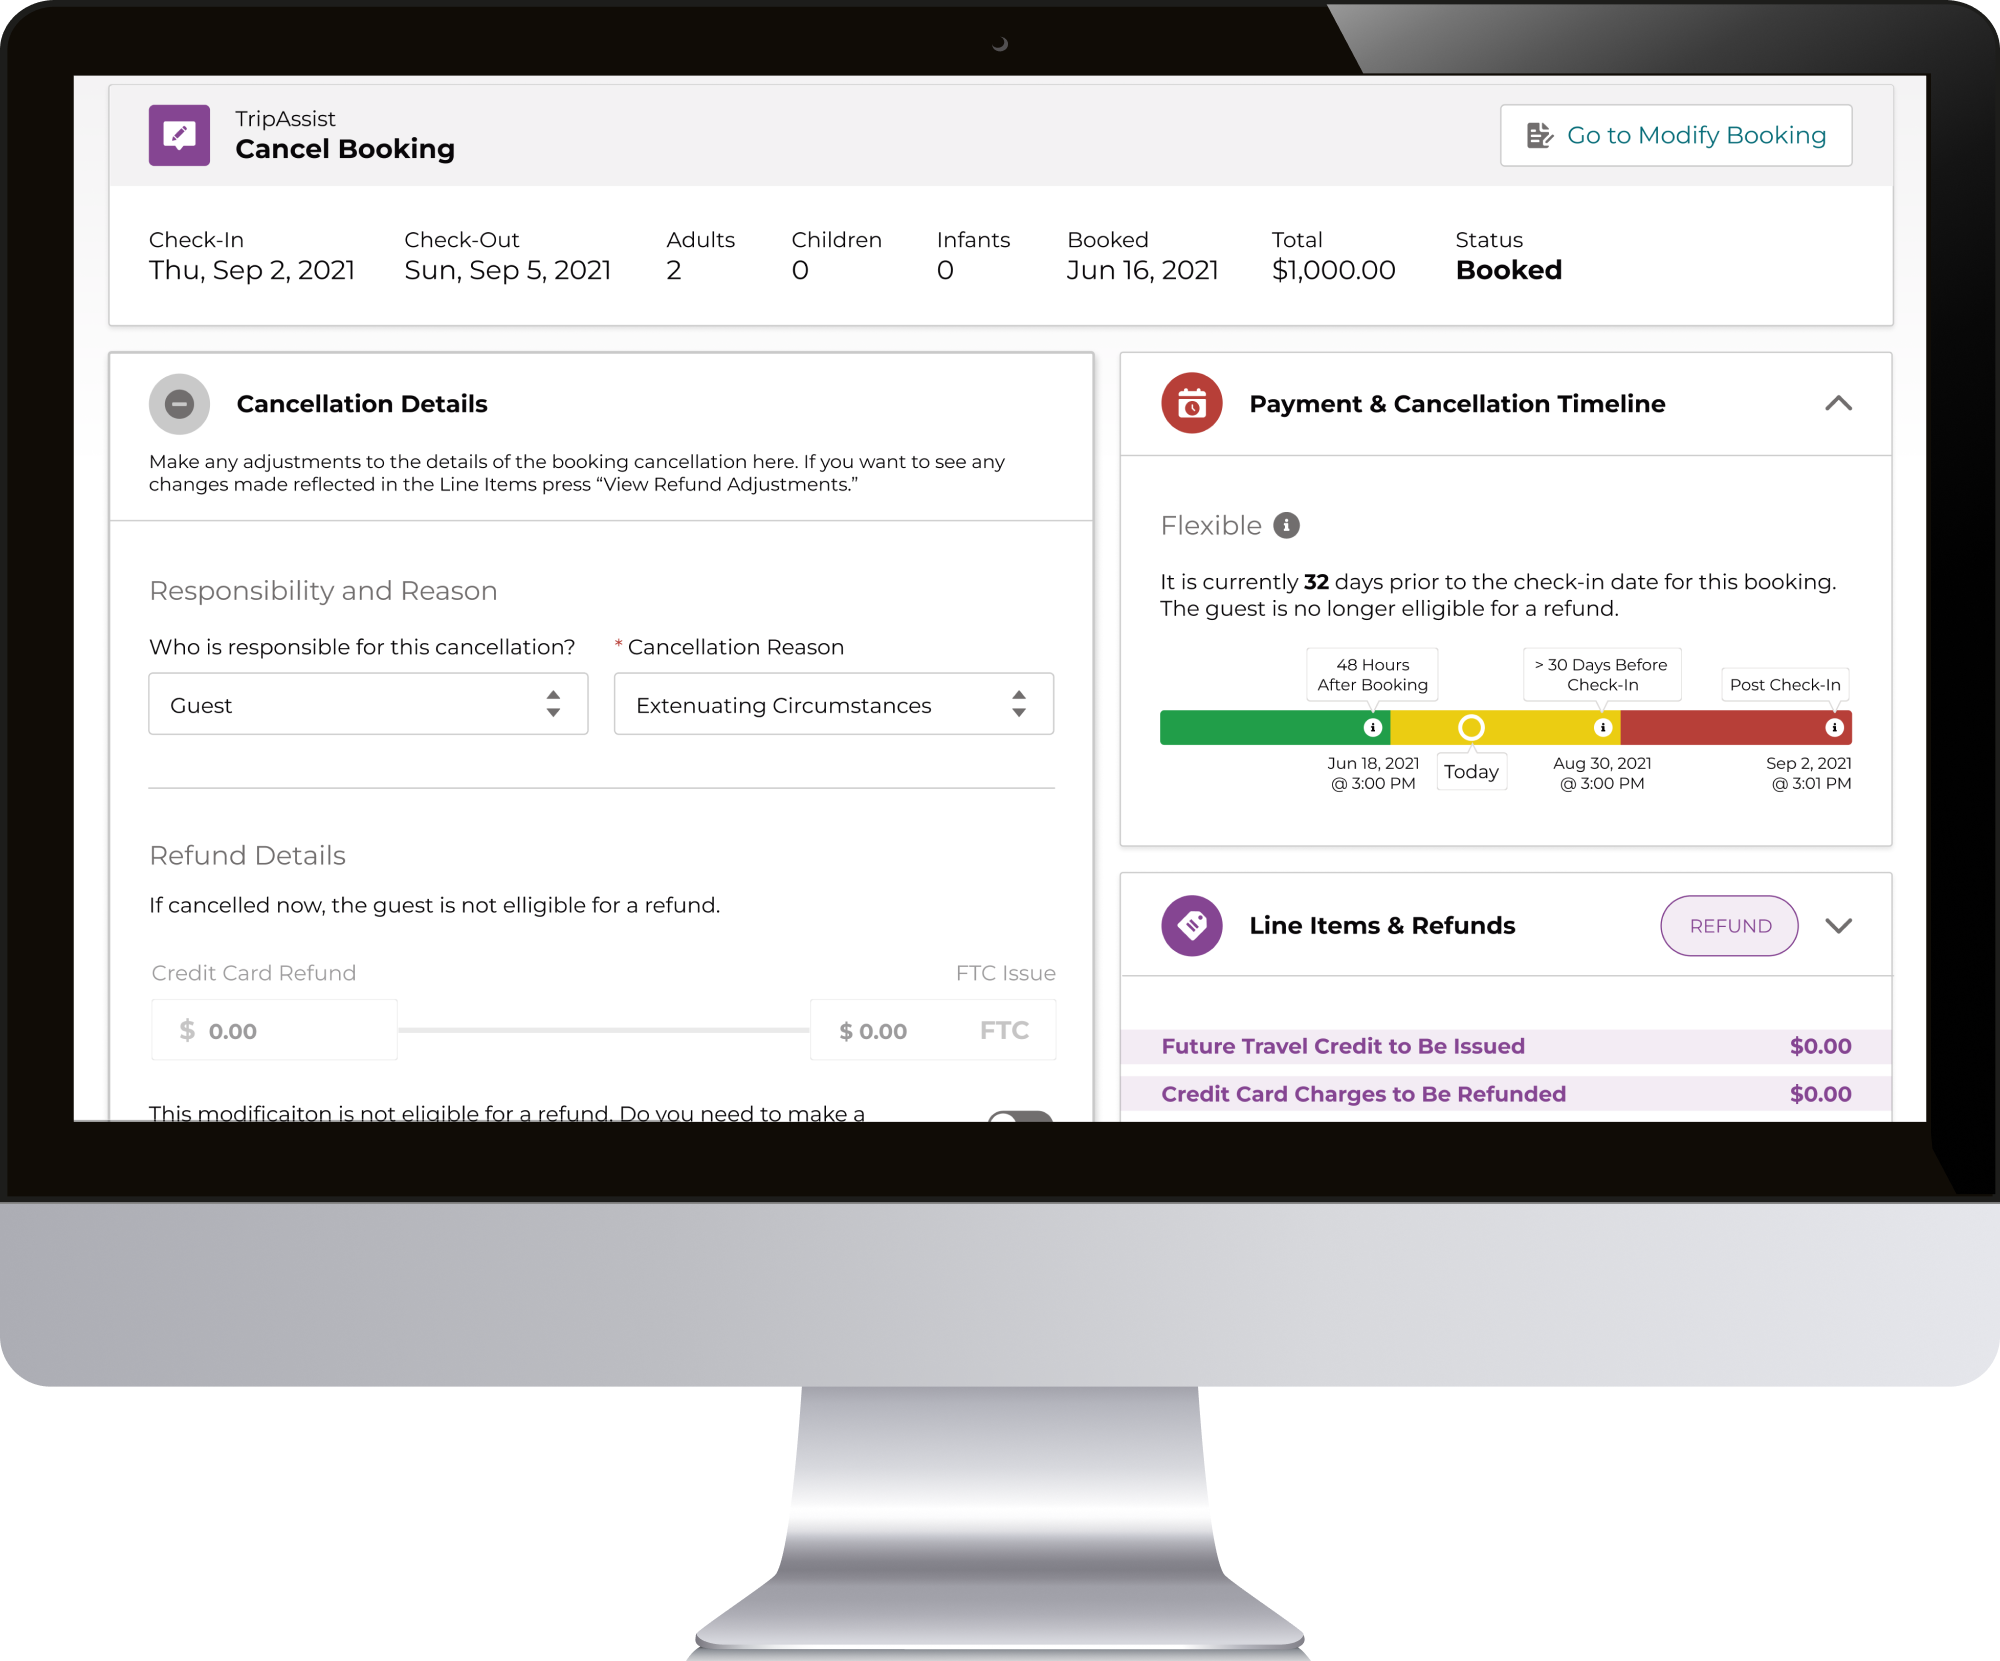 TripAssist
Cancel Booking
Go to Modify Booking
Check-In
Thu, Sep 2, 2021
Check-Out
Sun, Sep 5, 2021
Adults
2
Children
0
Infants
0
Booked
Jun 16, 2021
Total
$1,000.00
Status
Booked
Cancellation Details
Make any adjustments to the details of the booking cancellation here. If you want to see any
changes made reflected in the Line Items press “View Refund Adjustments.”
Responsibility and Reason
Who is responsible for this cancellation?
Guest
* Cancellation Reason
Extenuating Circumstances
Refund Details
If cancelled now, the guest is not elligible for a refund.
Credit Card Refund
$ 0.00
FTC Issue
$ 0.00 FTC
This modificaiton is not eligible for a refund. Do you need to make a
Payment & Cancellation Timeline
Flexible
It is currently 32 days prior to the check-in date for this booking.
The guest is no longer elligible for a refund.
48 Hours
After Booking
> 30 Days Before
Check-In
Post Check-In
Jun 18, 2021
@ 3:00 PM
Today
Aug 30, 2021
@ 3:00 PM
Sep 2, 2021
@ 3:01 PM
Line Items & Refunds
REFUND
Future Travel Credit to Be Issued $0.00
Credit Card Charges to Be Refunded $0.00